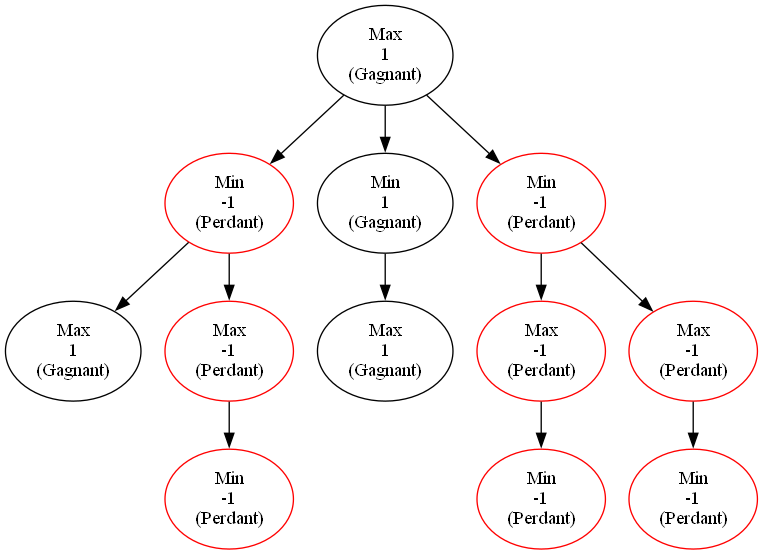 Max
1
(Gagnant)
Min
-1
(Perdant)
Min
1
(Gagnant)
Min
-1
(Perdant)
Max
1
(Gagnant)
Max
-1
(Perdant)
Max
1
(Gagnant)
Max
-1
(Perdant)
Max
-1
(Perdant)
Min
-1
(Perdant)
Min
-1
(Perdant)
Min
-1
(Perdant)